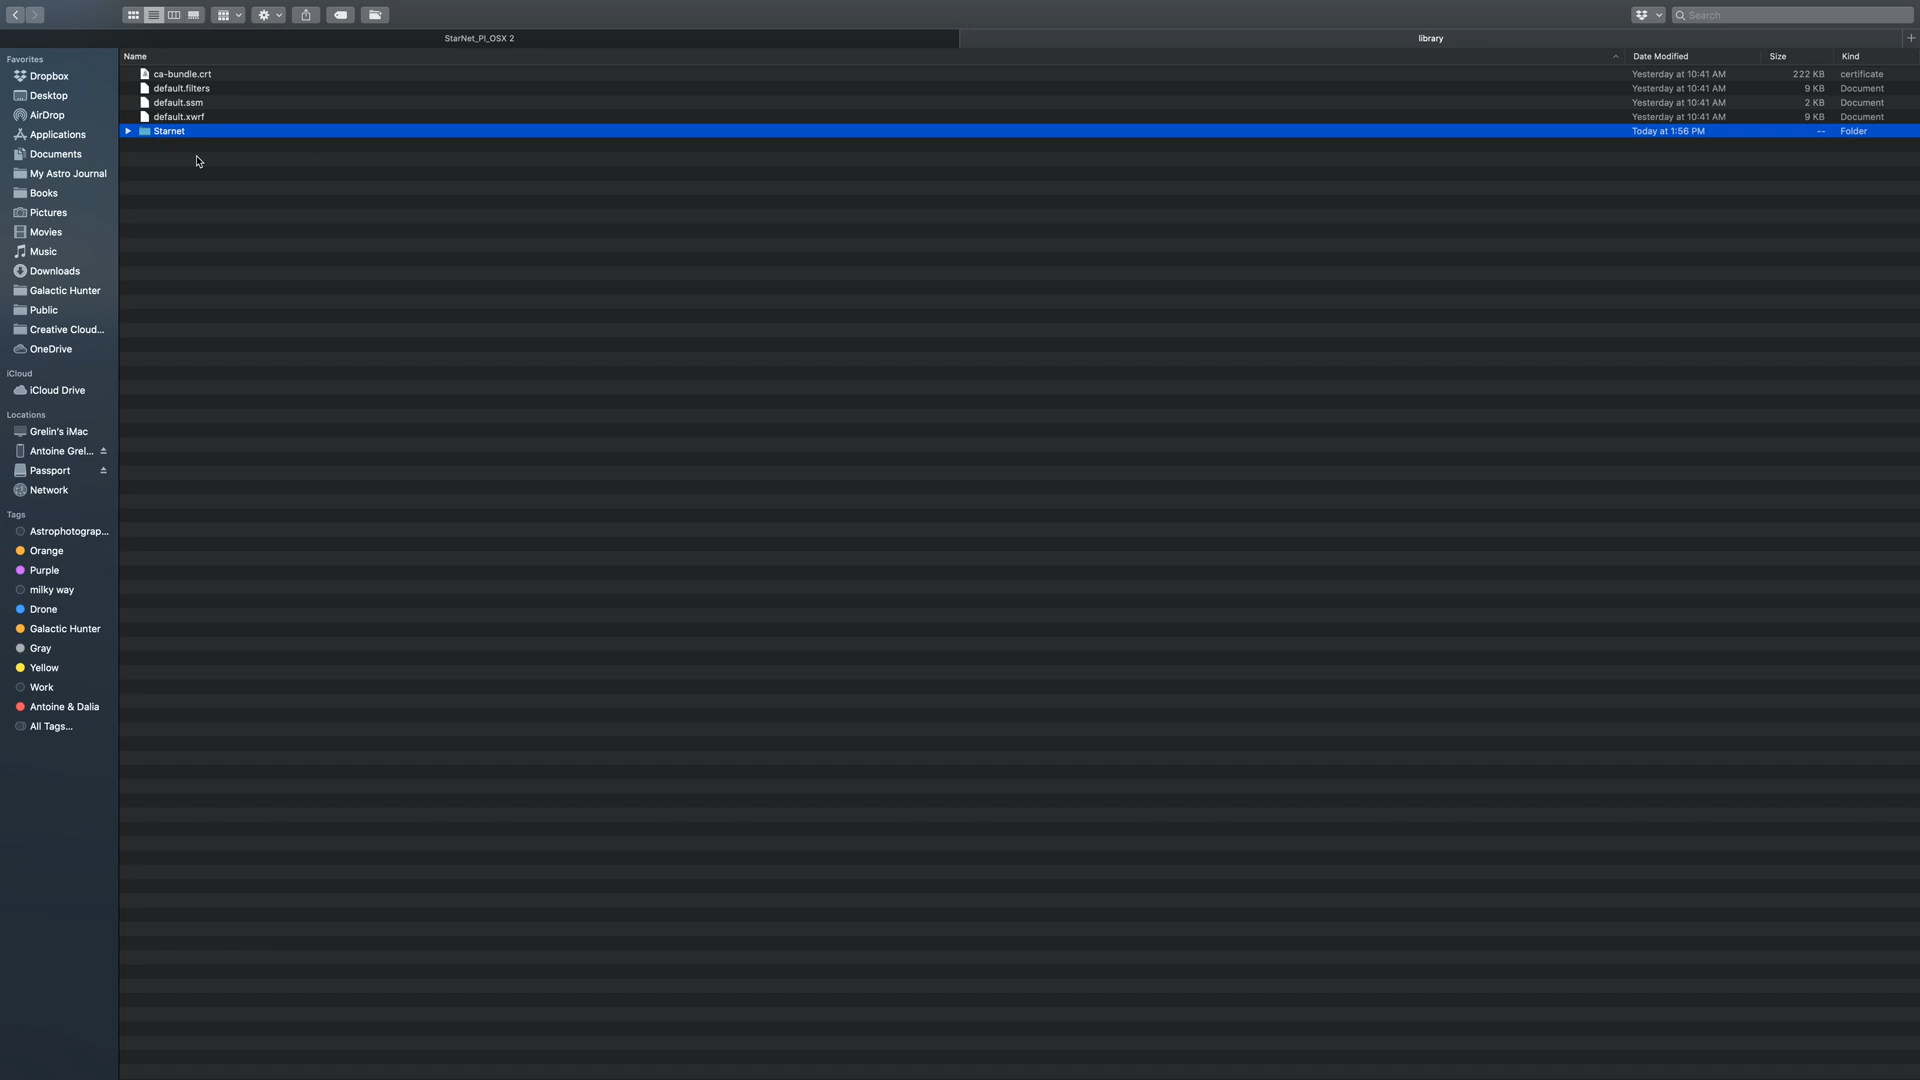 Search
StarNet_PI_OSX 2
library
Favorites
Dropbox
Desktop
AirDrop
Applications
Documents
My Astro Journal
Books
Pictures
Movies
Music
Downloads
Galactic Hunter
Public
Creative Cloud...
OneDrive
iCloud
iCloud Drive
Locations
Grelin's iMac
Antoine Grel...
Passport
Network
Tags
Astrophotograp...
Orange
Purple
milky way
Drone
Galactic Hunter
Gray
Yellow
Work
Antoine & Dalia
All Tags...
Name Date Modified Size Kind
ca-bundle.crt Yesterday at 10:41 AM 222 KB certificate
default.filters Yesterday at 10:41 AM 9 KB Document
default.ssm Yesterday at 10:41 AM 2 KB Document
default.xwrf Yesterday at 10:41 AM 9 KB Document
Starnet Today at 1:56 PM -- Folder